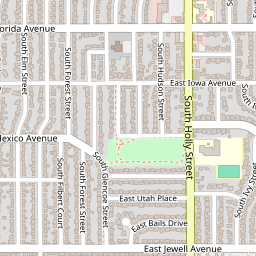 orida Avenue
South Elm Street
South Forest Street
South Hudson Street
East Iowa Avenue
South Holly Street
Mexico Avenue
South Filbert Court
South Forest Street
South Glencoe Street
East Utah Place
South Ivy Street
East Bails Drive
East Jewell Avenue